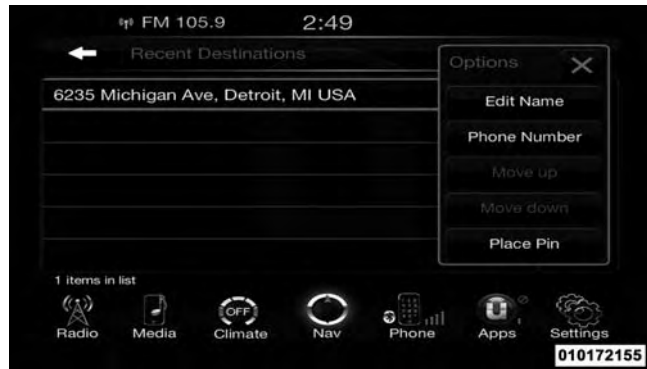 FM 105.9 2:49
Recent Destinations
Options
6235 Michigan Ave, Detroit, MI USA
Edit Name
Phone Number
Move up
Move down
Place Pin
1 items in list
OFF
Radio Media Climate Nav Phone Apps Settings
010172155